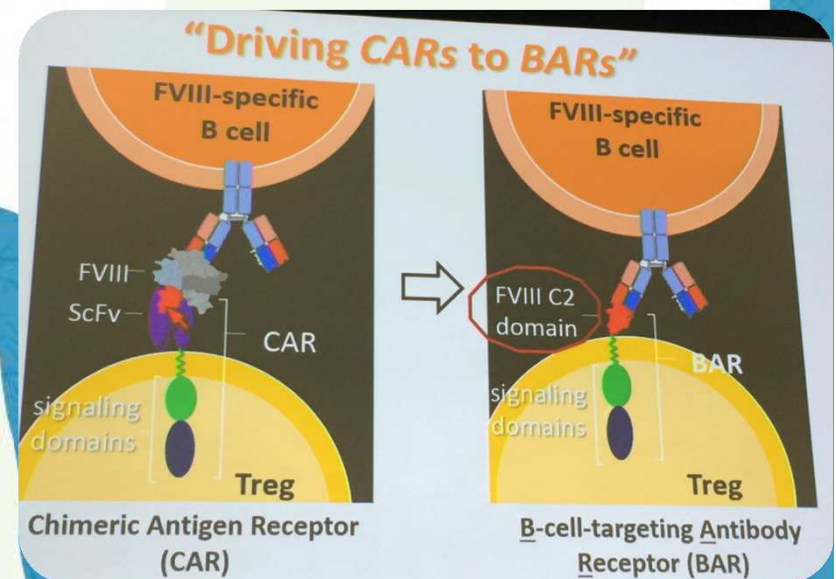 “Driving CARs to BARs”
FVIII-specific
B cell
FVIII
ScFv
CAR
signaling
domains
Treg
Chimeric Antigen Receptor
(CAR)
FVIII-specific
B cell
FVIII C2
domain
BAR
signaling
domains
Treg
B-cell-targeting Antibody
Receptor (BAR)